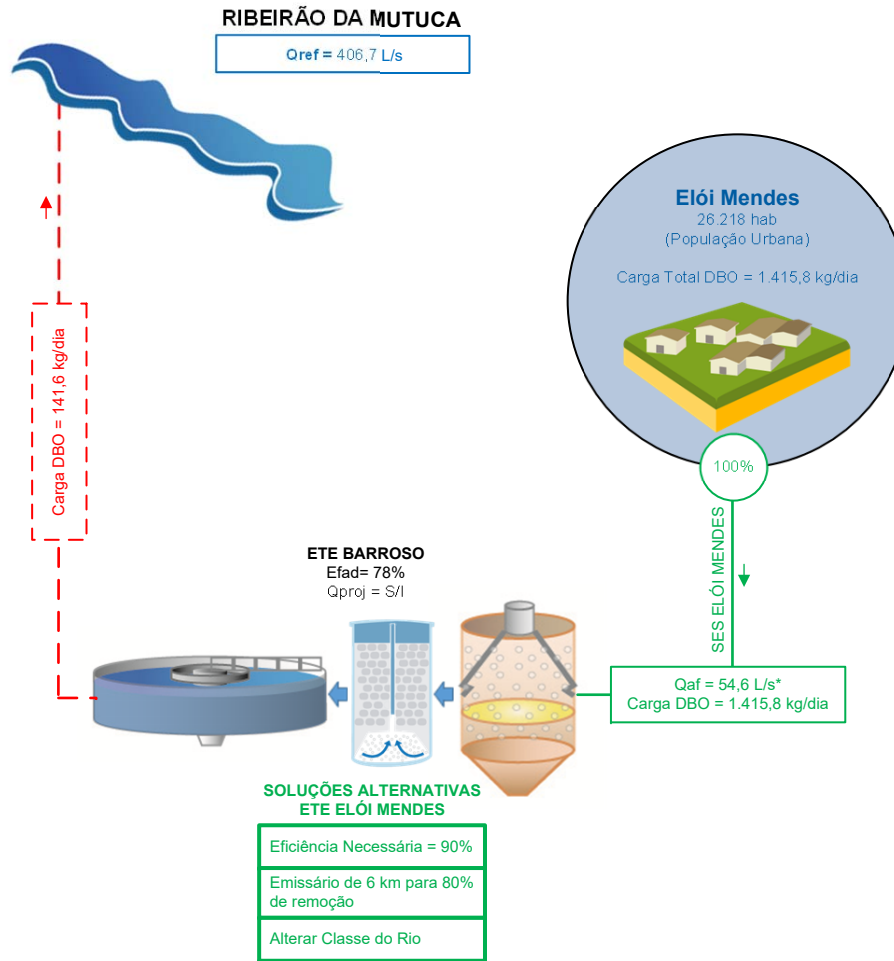 RIBEIRÃO DA MUTUCA
Qref = 406,7 L/s
Elói Mendes
26.218 hab
(População Urbana)
Carga Total DBO = 1.415,8 kg/dia
100%
SES ELÓI MENDES
Qaf = 54,6 L/s*
Carga DBO = 1.415,8 kg/dia
ETE BARROSO
Efad= 78%
Qproj = S/I
Carga DBO = 141,6 kg/dia
SOLUÇÕES ALTERNATIVAS
ETE ELÓI MENDES
Eficiência Necessária = 90%
Emissário de 6 km para 80%
de remoção
Alterar Classe do Rio